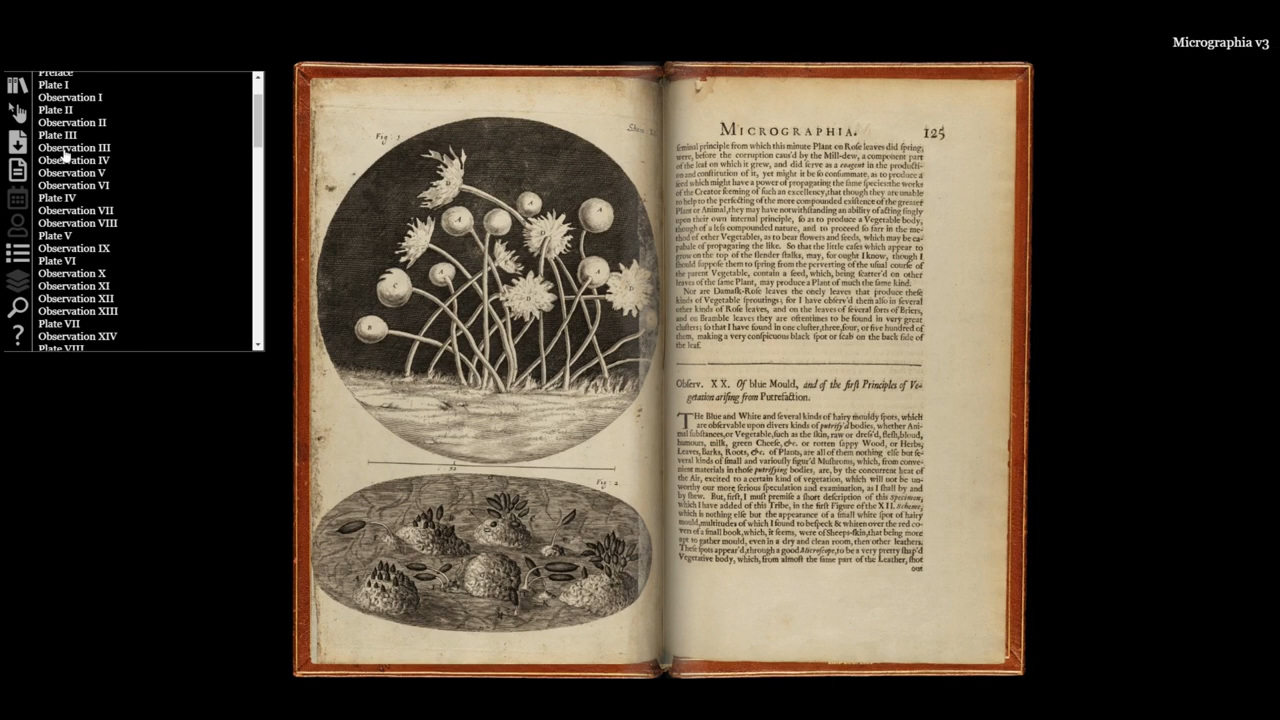 Micrographia v3
Preface
Plate I
Observation I
Plate II
Observation II
Plate III
Observation III
Observation IV
Observation V
Observation VI
Plate IV
Observation VII
Observation VIII
Plate V
Observation IX
Plate VI
Observation X
Observation XI
Observation XII
Observation XIII
Plate VII
Observation XIV
Plate VIII
?
Fig: 1
A
A
A
A
A
A
B
C
D
D
D
D
D
Fig: 2
MICROGRAPHIA.
125
ſeminal principle from which this minute Plant on Roſe leaves did ſpring,
were, before the corruption caus'd by the Mill-dew, a component part
of the leaf on which it grew, and did ſerve as a coagent in the producti-
on and conſtitution of it, yet might it be ſo conſummate, as to produce a
ſeed which might have a power of propagating the ſame ſpecies: the works
of the Creator ſeeming of ſuch an excellency, that though they are unable
to help to the perfecting of the more compounded exiſtence of the greater
Plant or Animal, they may have notwithſtanding an ability of acting ſingly
upon their own internal principle, ſo as to produce a Vegetable body,
though of a leſs compounded nature, and to proceed ſo farr in the me-
thod of other Vegetables, as to bear flowers and ſeeds, which may be ca-
pabale of propagating the like. So that the little caſes which appear to
grow on the top of the ſlender ſtalks, may, for ought I know, though I
ſhould ſuppoſe them to ſpring from the perverting of the uſual courſe of
the parent Vegetable, contain a ſeed, which, being ſcatter'd on other
leaves of the ſame Plant, may produce a Plant of much the ſame kind.
Nor are Damask-Roſe leaves the onely leaves that produce theſe
kinds of Vegetable ſproutings; for I have obſerv'd them alſo in ſeveral
other kinds of Roſe leaves, and on the leaves of ſeveral ſorts of Briers,
and on Bramble leaves they are oftentimes to be found in very great
cluſters; ſo that I have found in one cluſter, three, four, or five hundred of
them, making a very conſpicuous black ſpot or ſcab on the back ſide of
the leaf.
Obſerv. XX. Of blue Mould, and of the firſt Principles of Ve-
getation ariſing from Putrefaction.
THe Blue and White and ſeveral kinds of hairy mouldy ſpots, which
are obſervable upon divers kinds of putrify'd bodies, whether Ani-
mal ſubſtances, or Vegetable, ſuch as the skin, raw or dreſs'd, fleſh, bloud,
humours, milk, green Cheeſe, &c. or rotten ſappy Wood, or Herbs,
Leaves, Barks, Roots, &c. of Plants, are all of them nothing elſe but ſe-
veral kinds of ſmall and variouſly figur'd Muſhroms, which, from conve-
nient materials in thoſe putrifying bodies, are, by the concurrent heat of
the Air, excited to a certain kind of vegetation, which will not be un-
worthy our more ſerious ſpeculation and examination, as I ſhall by and
by ſhew. But, firſt, I muſt premiſe a ſhort deſcription of this Specimen,
which I have added of this Tribe, in the firſt Figure of the XII. Scheme,
which is nothing elſe but the appearance of a ſmall white ſpot of hairy
mould, multitudes of which I found to beſpeck & whiten over the red co-
vers of a ſmall book, which, it ſeems, were of Sheeps-skin, that being more
apt to gather mould, even in a dry and clean room, then other leathers.
Theſe ſpots appear'd, through a good Microſcope, to be a very pretty ſhap'd
Vegetative body, which, from almoſt the ſame part of the Leather, ſhot
out